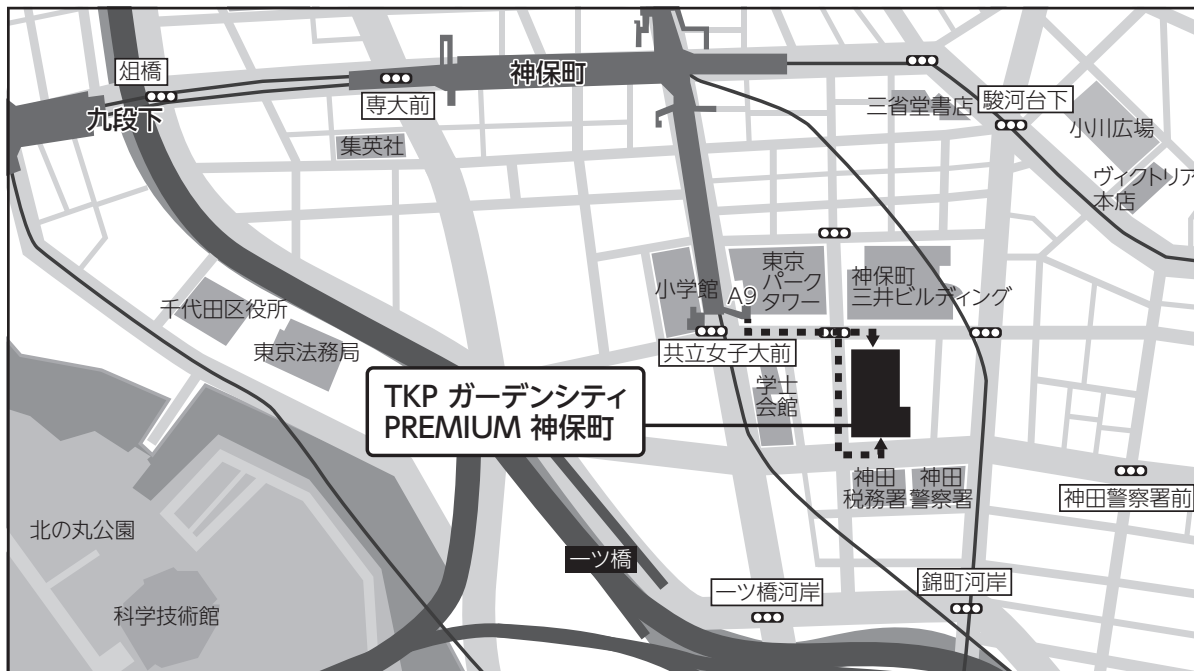 俎橋
九段下
専大前
神保町
集英社
三省堂書店
駿河台下
小川広場
ヴィクトリア
本店
千代田区役所
東京法務局
小学館
A9
東京
パーク
タワー
神保町
三井ビルディング
共立女子大前
学士
会館
TKP ガーデンシティ
PREMIUM 神保町
神田
税務署
神田
警察署
神田警察署前
北の丸公園
科学技術館
一ツ橋
一ツ橋河岸
錦町河岸